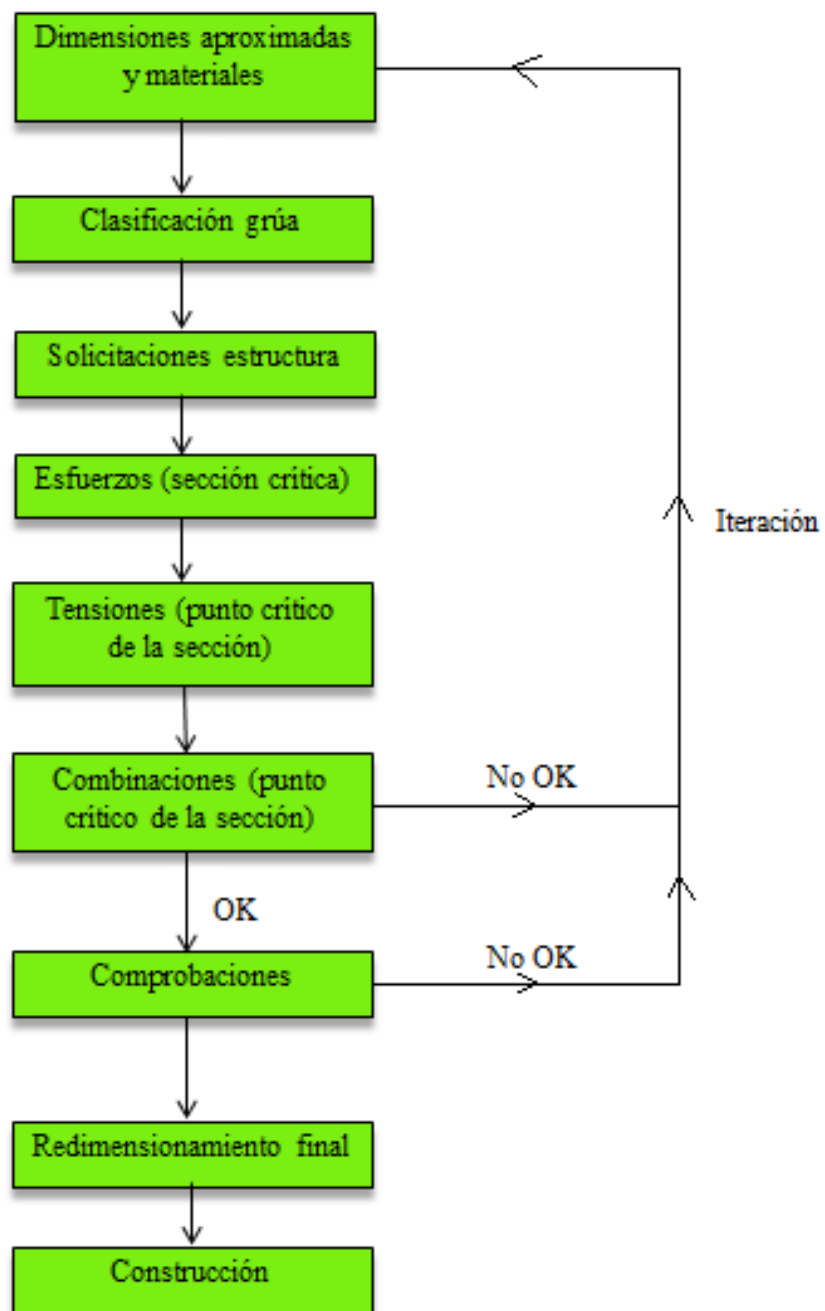 Dimensiones aproximadas
y materiales
Clasificación grúa
Solicitaciones estructura
Esfuerzos (sección crítica)
Iteración
Tensiones (punto crítico
de la sección)
Combinaciones (punto
crítico de la sección)
No OK
OK
Comprobaciones
No OK
Redimensionamiento final
Construcción